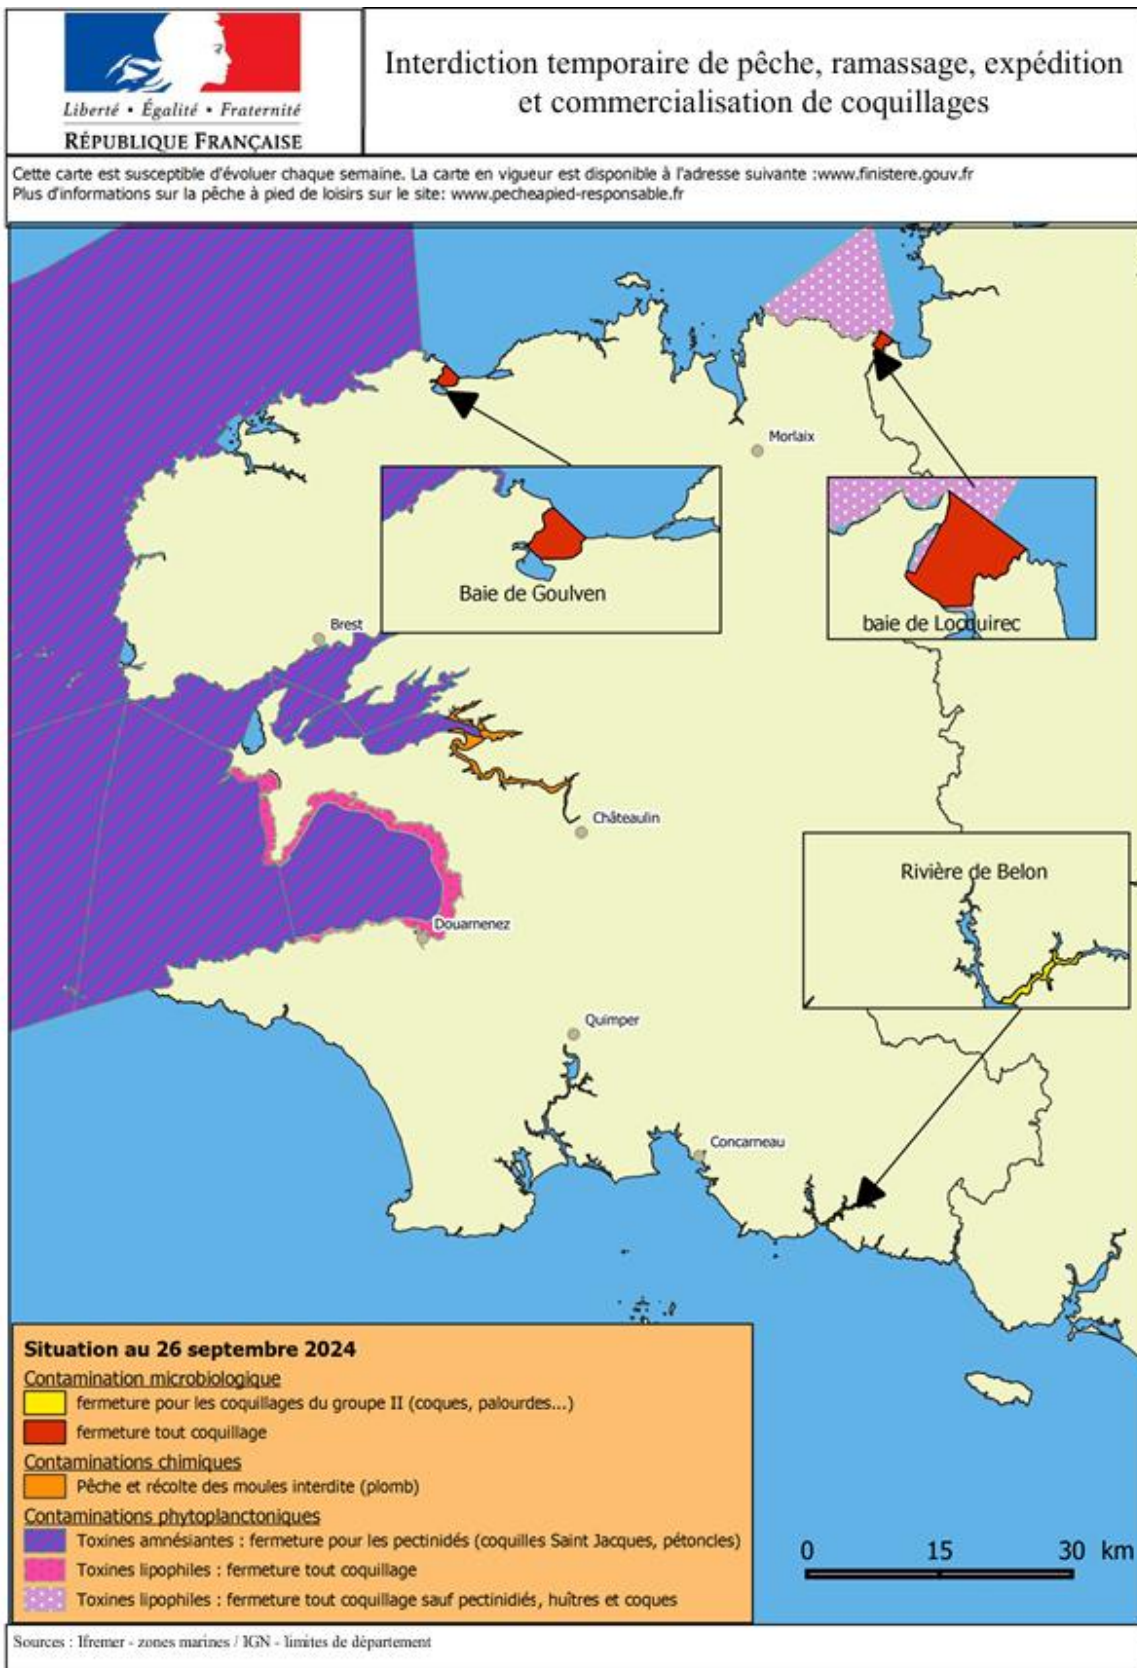 Liberté • Égalité • Fraternité
RÉPUBLIQUE FRANÇAISE
Interdiction temporaire de pêche, ramassage, expédition
et commercialisation de coquillages
Cette carte est susceptible d'évoluer chaque semaine. La carte en vigueur est disponible à l'adresse suivante :www.finistere.gouv.fr
Plus d'informations sur la pêche à pied de loisirs sur le site: www.pecheapied-responsable.fr
Morlaix
Baie de Goulven
baie de Locquirec
Brest
Châteaulin
Rivière de Belon
Douarnenez
Quimper
Concarneau
Situation au 26 septembre 2024
Contamination microbiologique
fermeture pour les coquillages du groupe II (coques, palourdes...)
fermeture tout coquillage
Contaminations chimiques
Pêche et récolte des moules interdite (plomb)
Contaminations phytoplanctoniques
Toxines amnésiantes : fermeture pour les pectinidés (coquilles Saint Jacques, pétoncles)
Toxines lipophiles : fermeture tout coquillage
Toxines lipophiles : fermeture tout coquillage sauf pectinidiés, huîtres et coques
0 15 30 km
Sources : Ifremer - zones marines / IGN - limites de département